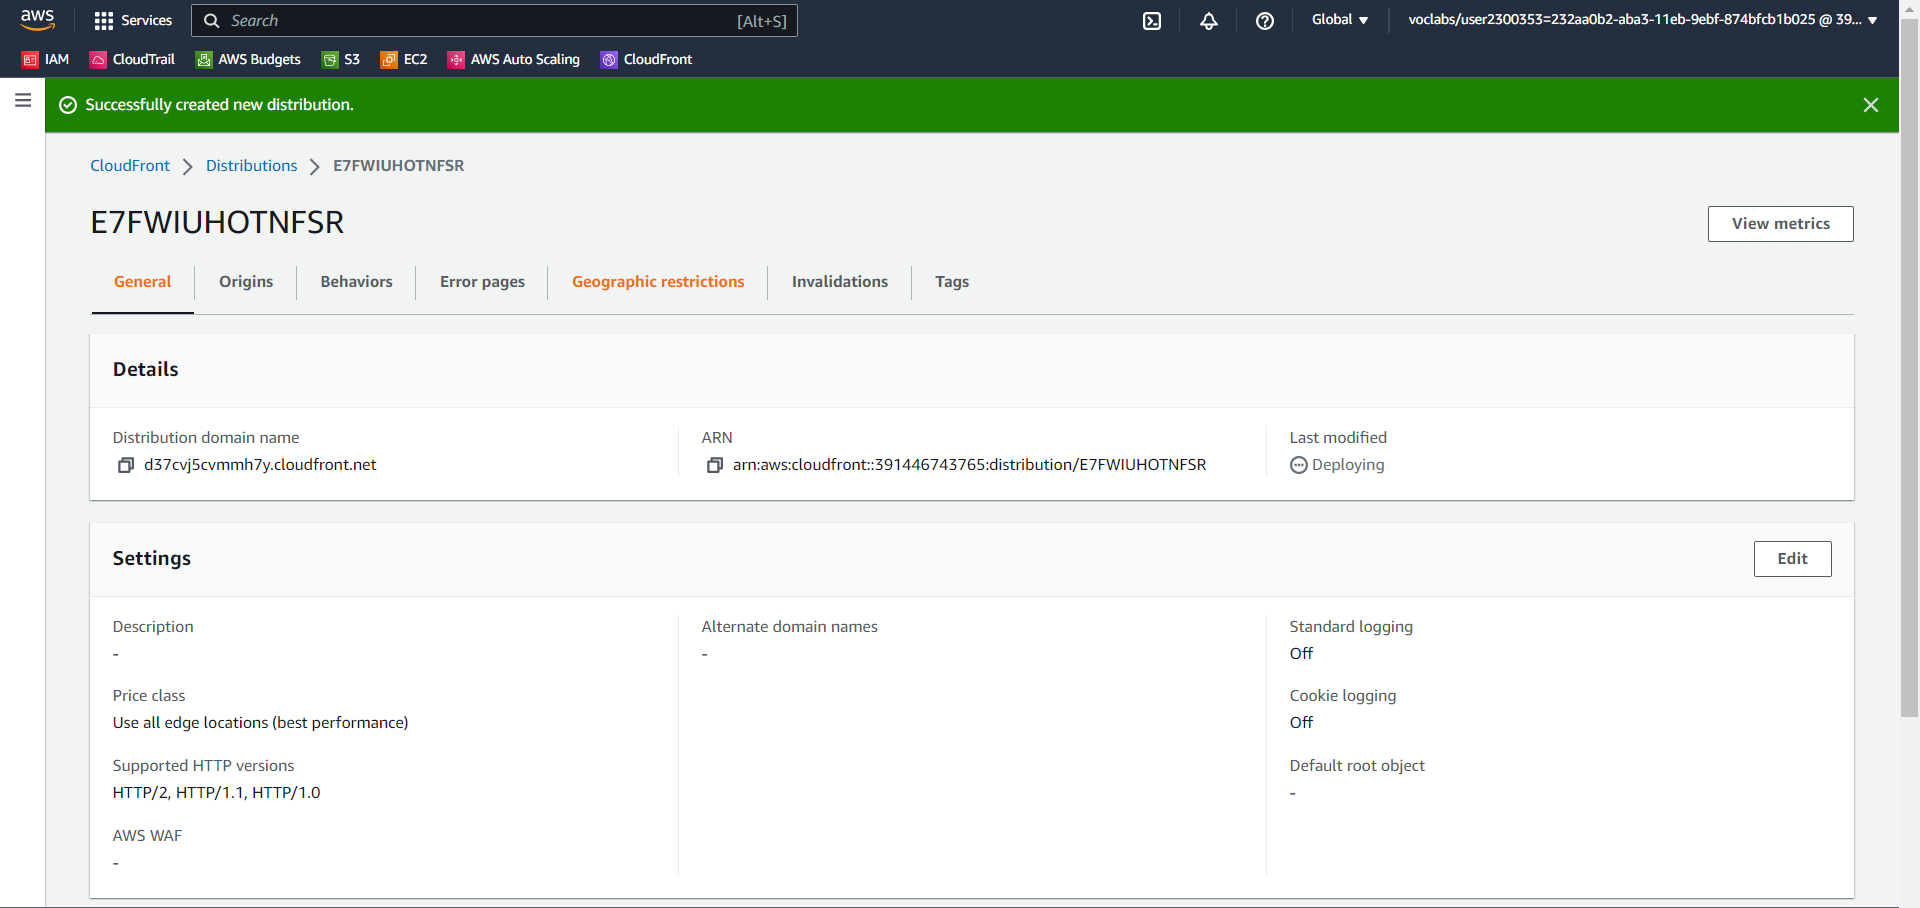 aws
Services
Search
[Alt+S]
Global
voclabs/user2300353=232aa0b2-aba3-11eb-9ebf-874bfcb1b025 @ 39...
IAM
CloudTrail
AWS Budgets
S3
EC2
AWS Auto Scaling
CloudFront
Successfully created new distribution.
CloudFront
Distributions
E7FWIUHOTNFSR
E7FWIUHOTNFSR
View metrics
General
Origins
Behaviors
Error pages
Geographic restrictions
Invalidations
Tags
Details
Distribution domain name
d37cvj5cvmmh7y.cloudfront.net
ARN
arn:aws:cloudfront::391446743765:distribution/E7FWIUHOTNFSR
Last modified
Deploying
Settings
Edit
Description
-
Price class
Use all edge locations (best performance)
Supported HTTP versions
HTTP/2, HTTP/1.1, HTTP/1.0
AWS WAF
-
Alternate domain names
-
Standard logging
Off
Cookie logging
Off
Default root object
-